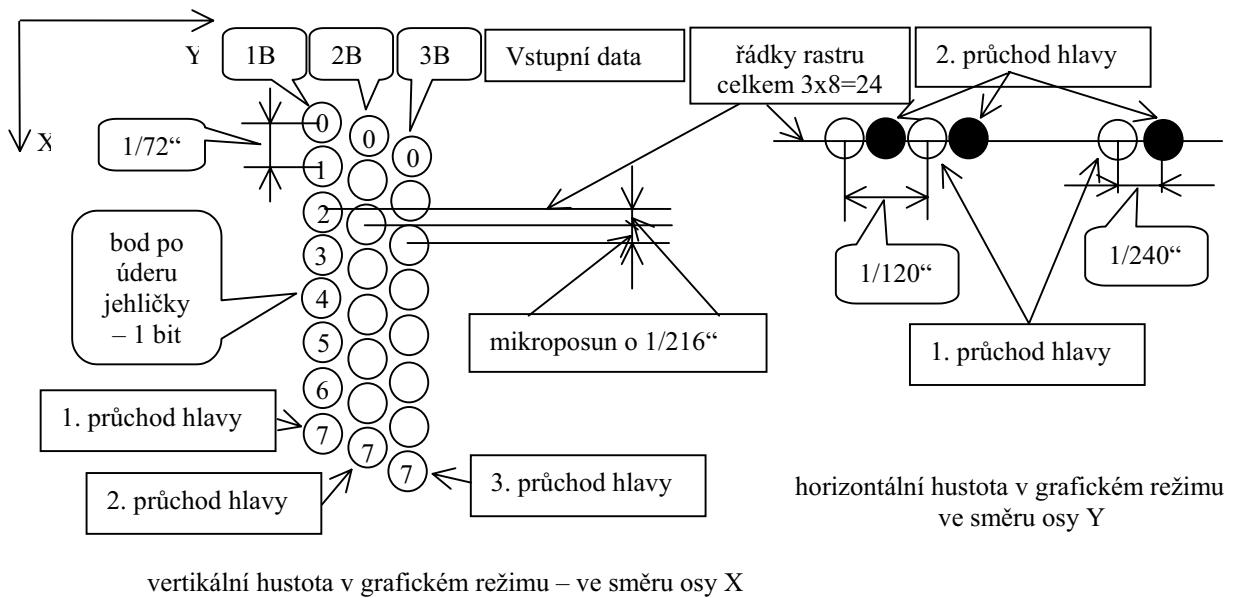 Y
X
1B
2B
3B
Vstupní data
řádky rastru
celkem 3x8=24
2. průchod hlavy
1/72“
0
1
2
3
4
5
6
7
0
7
0
7
bod po
úderu
jehličky
– 1 bit
mikroposun o 1/216“
1/120“
1/240“
1. průchod hlavy
1. průchod hlavy
2. průchod hlavy
3. průchod hlavy
horizontální hustota v grafickém režimu
ve směru osy Y
vertikální hustota v grafickém režimu – ve směru osy X